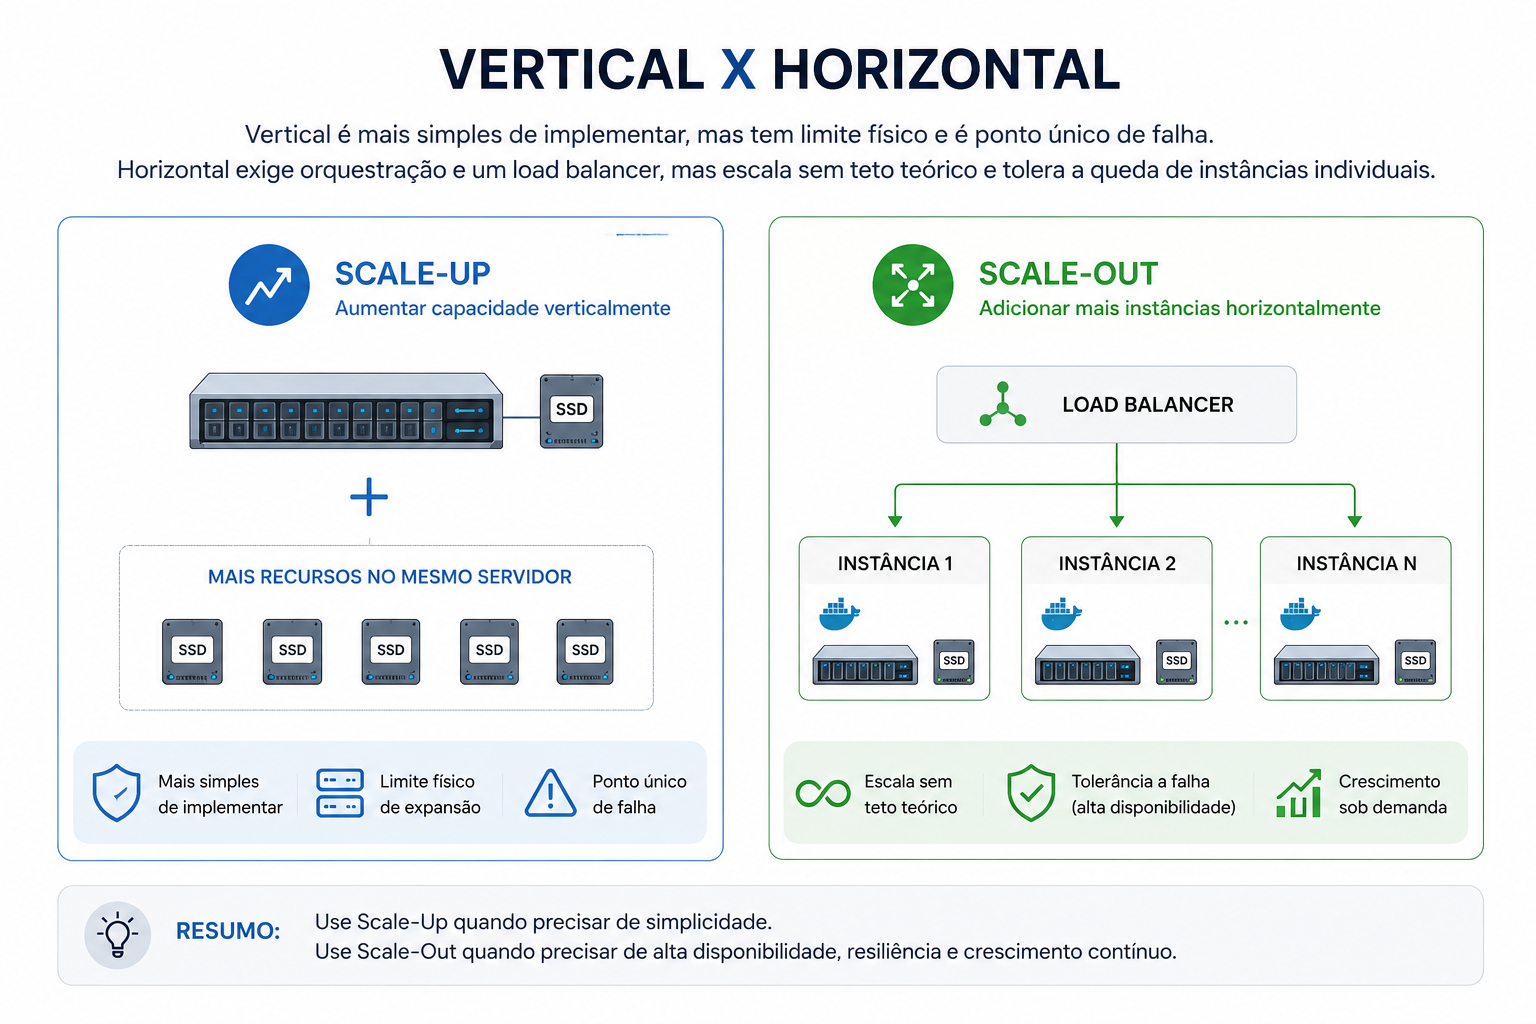 VERTICAL X HORIZONTAL
Vertical é mais simples de implementar, mas tem limite físico e é ponto único de falha.
Horizontal exige orquestração e um load balancer, mas escala sem teto teórico e tolera a queda de instâncias individuais.
SCALE-UP
Aumentar capacidade verticalmente
SSD
MAIS RECURSOS NO MESMO SERVIDOR
SSD
SSD
SSD
SSD
SSD
Mais simples
de implementar
Limite físico
de expansão
Ponto único
de falha
SCALE-OUT
Adicionar mais instâncias horizontalmente
LOAD BALANCER
INSTÂNCIA 1
SSD
INSTÂNCIA 2
SSD
...
INSTÂNCIA N
SSD
Escala sem
teto teórico
Tolerância a falha
(alta disponibilidade)
Crescimento
sob demanda
RESUMO:
Use Scale-Up quando precisar de simplicidade.
Use Scale-Out quando precisar de alta disponibilidade, resiliência e crescimento contínuo.